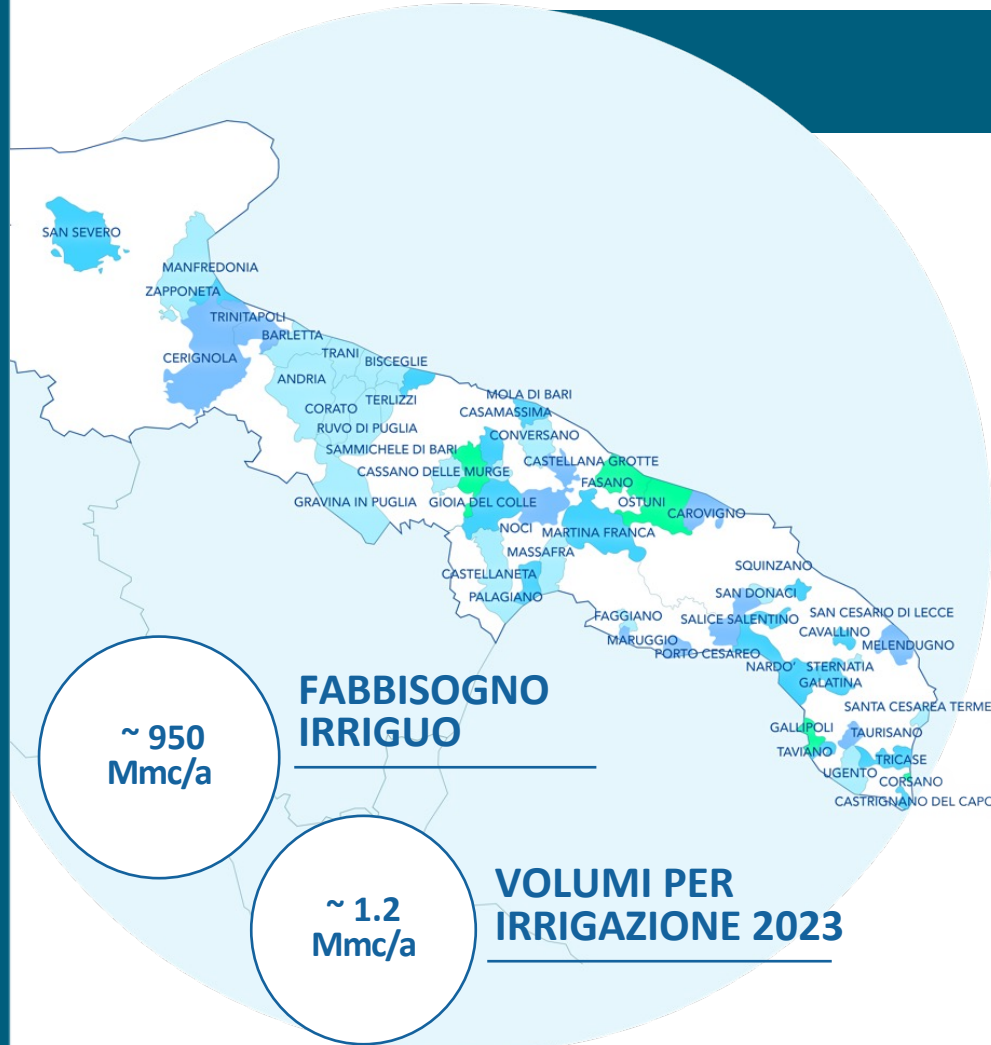 SAN SEVERO
MANFREDONIA
ZAPPONETA
TRINITAPOLI
BARLETTA
TRANI
BISCEGLIE
CERIGNOLA
ANDRIA
TERLIZZI
MOLA DI BARI
CORATO
CASAMASSIMA
RUVO DI PUGLIA
CONVERSANO
SAMMICHELE DI BARI
CASTELLANA GROTTE
CASSANO DELLE MURGE
FASANO
GRAVINA IN PUGLIA
GIOIA DEL COLLE
OSTUNI
CAROVIGNO
NOCI
MARTINA FRANCA
MASSAFRA
SQUINZANO
CASTELLANETA
PALAGIANO
SAN DONACI
FAGGIANO
SALICE SALENTINO
SAN CESARIO DI LECCE
CAVALLINO
MARUGGIO
PORTO CESAREO
MELENDUGNO
NARDO'
STERNATIA
GALATINA
SANTA CESAREA TERME
GALLIPOLI
TAURISANO
TAVIANO
TRICASE
UGENTO
CORSANO
CASTRIGNANO DEL CAPO
~ 950
Mmc/a
FABBISOGNO
IRRIGUO
~ 1.2
Mmc/a
VOLUMI PER
IRRIGAZIONE 2023